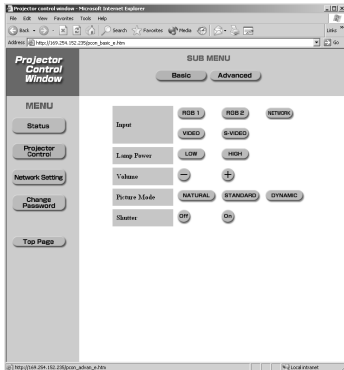 Projector control window - Microsoft Internet Explorer
File Edit View Favorites Tools Help
Back Search Favorites Media Links
Address http://169.254.152.235/pcon_basic_e.htm Go
Projector Control Window
SUB MENU
Basic Advanced
MENU
Status
Projector Control
Network Setting
Change Password
Top Page
Input RGB 1 RGB 2 NETWORK
VIDEO S-VIDEO
Lamp Power LOW HIGH
Volume − +
Picture Mode NATURAL STANDARD DYNAMIC
Shutter Off On
http://169.254.152.235/pcon_advan_e.htm Local intranet